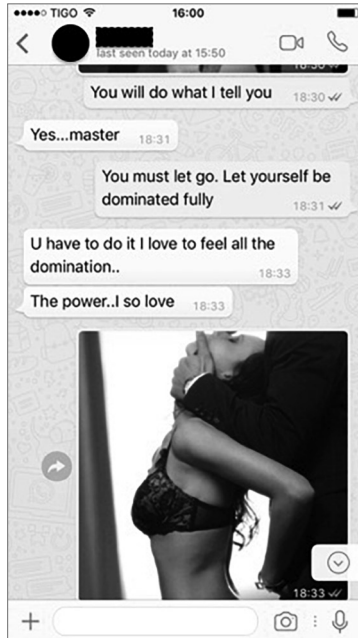 TIGO 16:00
last seen today at 15:50
18:30
You will do what I tell you 18:30
Yes...master 18:31
You must let go. Let yourself be
dominated fully 18:31
U have to do it I love to feel all the
domination.. 18:33
The power..I so love 18:33
18:33